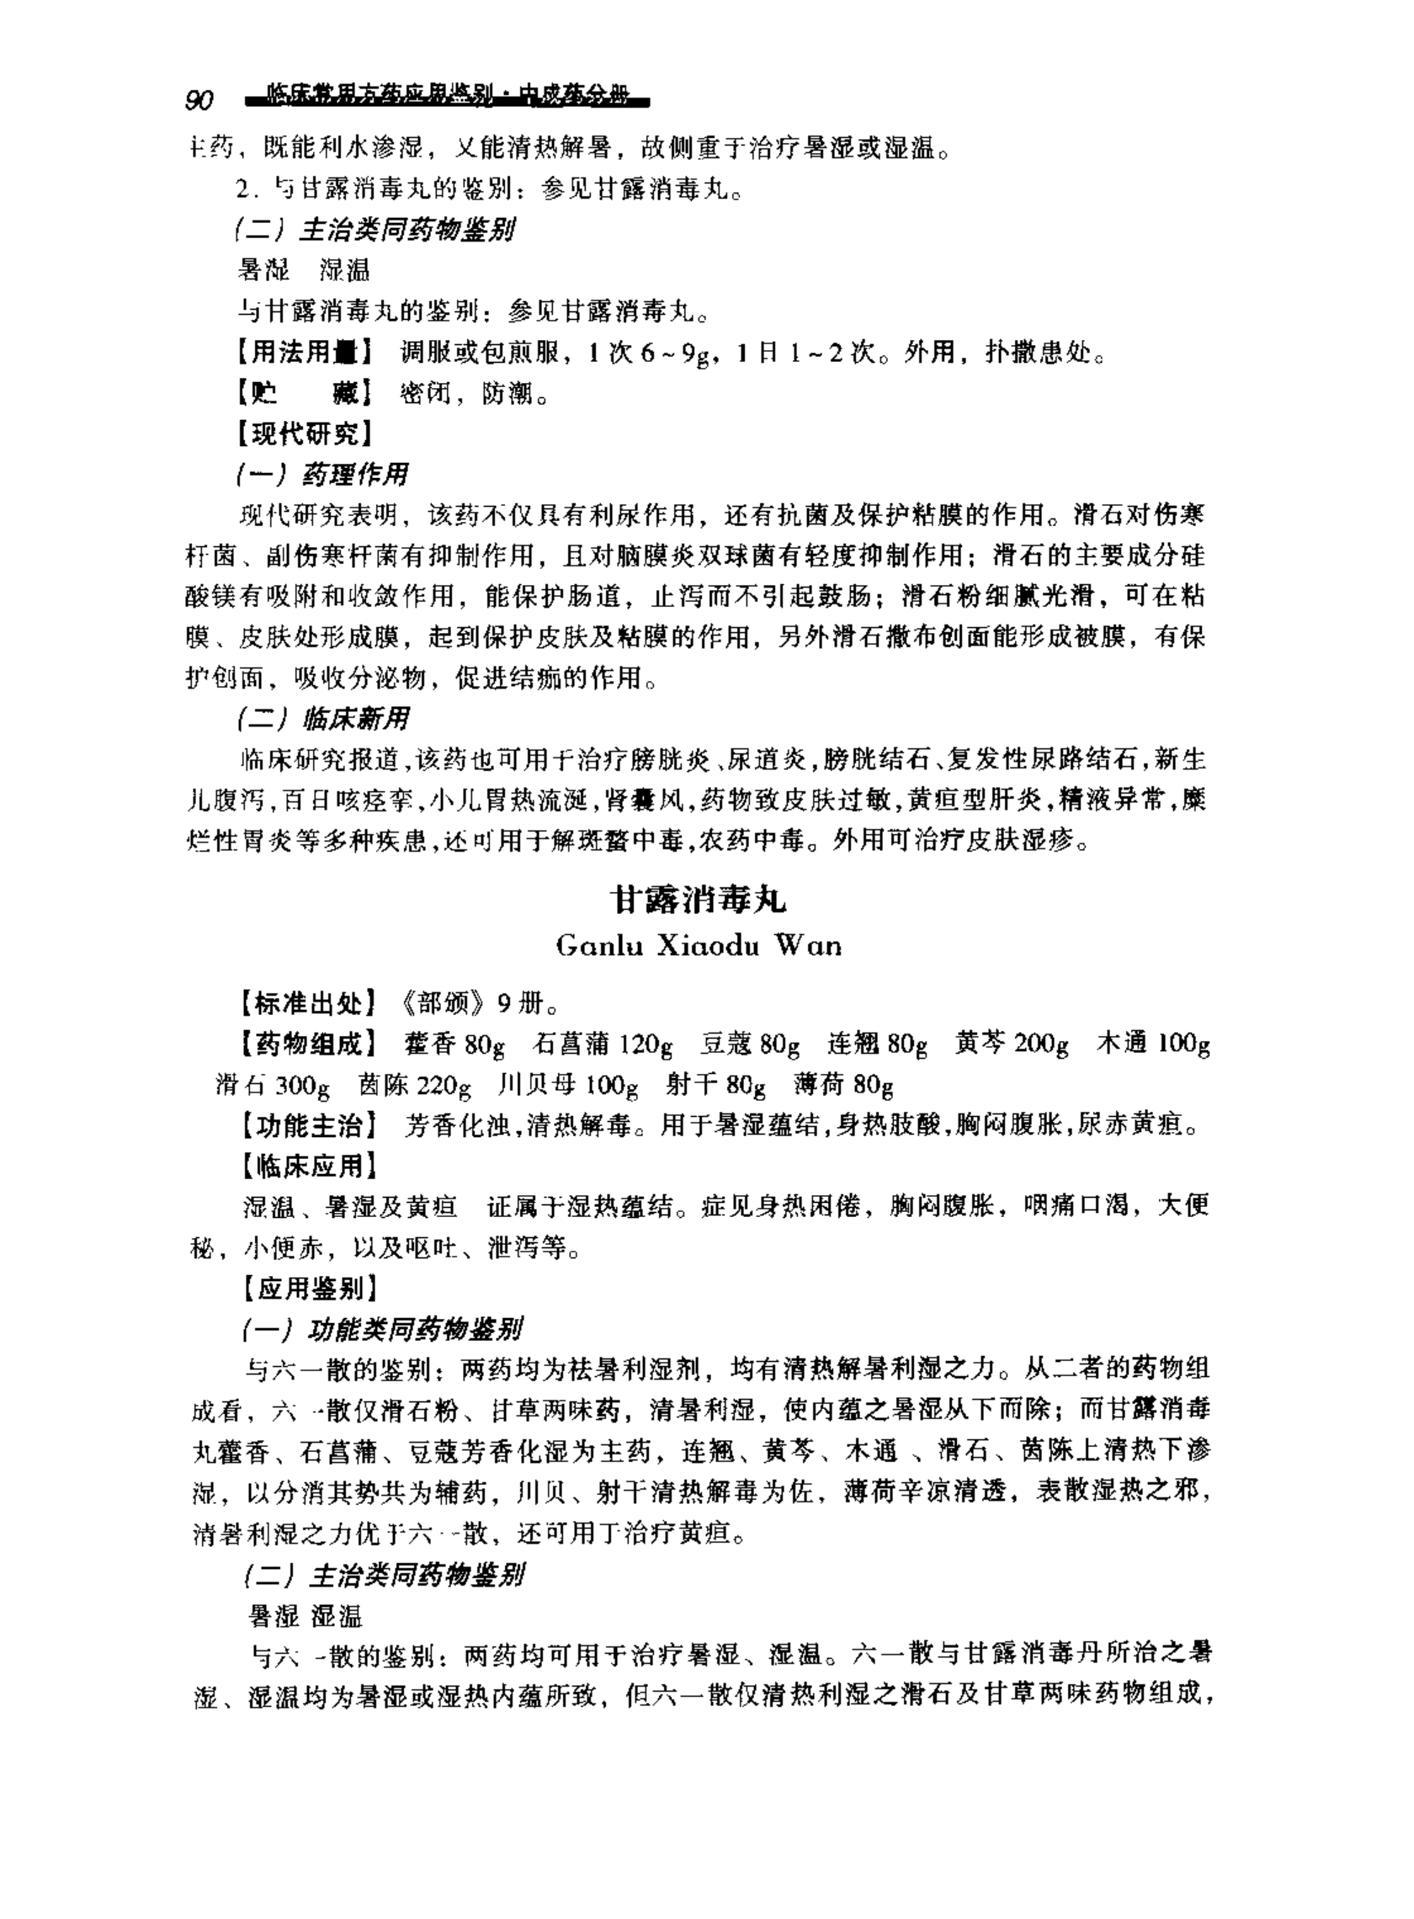 90 临床常用方药应用鉴别·中成药分册
主药，既能利水渗湿，又能清热解暑，故侧重于治疗暑湿或湿温。
2. 与甘露消毒丸的鉴别：参见甘露消毒丸。
(二) 主治类同药物鉴别
暑湿　湿温
与甘露消毒丸的鉴别：参见甘露消毒丸。
【用法用量】 调服或包煎服，1次6~9g，1日1~2次。外用，扑撒患处。
【贮　　藏】 密闭，防潮。
【现代研究】
(一) 药理作用
现代研究表明，该药不仅具有利尿作用，还有抗菌及保护粘膜的作用。滑石对伤寒
杆菌、副伤寒杆菌有抑制作用，且对脑膜炎双球菌有轻度抑制作用；滑石的主要成分硅
酸镁有吸附和收敛作用，能保护肠道，止泻而不引起鼓肠；滑石粉细腻光滑，可在粘
膜、皮肤处形成膜，起到保护皮肤及粘膜的作用，另外滑石撒布创面能形成被膜，有保
护创面，吸收分泌物，促进结痂的作用。
(二) 临床新用
临床研究报道,该药也可用于治疗膀胱炎、尿道炎,膀胱结石、复发性尿路结石,新生
儿腹泻,百日咳痉挛,小儿胃热流涎,肾囊风,药物致皮肤过敏,黄疸型肝炎,精液异常,糜
烂性胃炎等多种疾患,还可用于解斑蝥中毒,农药中毒。外用可治疗皮肤湿疹。
甘露消毒丸
Ganlu Xiaodu Wan
【标准出处】《部颁》9册。
【药物组成】 藿香80g　石菖蒲120g　豆蔻80g　连翘80g　黄芩200g　木通100g
滑石300g　茵陈220g　川贝母100g　射干80g　薄荷80g
【功能主治】 芳香化浊,清热解毒。用于暑湿蕴结,身热肢酸,胸闷腹胀,尿赤黄疸。
【临床应用】
湿温、暑湿及黄疸　证属于湿热蕴结。症见身热困倦，胸闷腹胀，咽痛口渴，大便
秘，小便赤，以及呕吐、泄泻等。
【应用鉴别】
(一) 功能类同药物鉴别
与六一散的鉴别：两药均为祛暑利湿剂，均有清热解暑利湿之力。从二者的药物组
成看，六一散仅滑石粉、甘草两味药，清暑利湿，使内蕴之暑湿从下而除；而甘露消毒
丸藿香、石菖蒲、豆蔻芳香化湿为主药，连翘、黄芩、木通、滑石、茵陈上清热下渗
湿，以分消其势共为辅药，川贝、射干清热解毒为佐，薄荷辛凉清透，表散湿热之邪，
清暑利湿之力优于六一散，还可用于治疗黄疸。
(二) 主治类同药物鉴别
暑湿 湿温
与六一散的鉴别：两药均可用于治疗暑湿、湿温。六一散与甘露消毒丹所治之暑
湿、湿温均为暑湿或湿热内蕴所致，但六一散仅清热利湿之滑石及甘草两味药物组成，